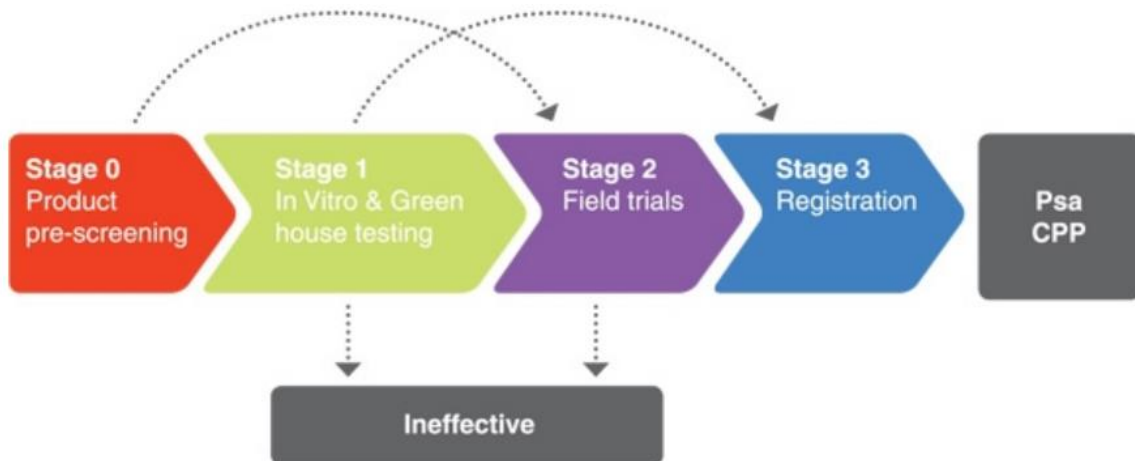 Stage 0
Product
pre-screening
Stage 1
In Vitro & Green
house testing
Stage 2
Field trials
Stage 3
Registration
Psa
CPP
Ineffective